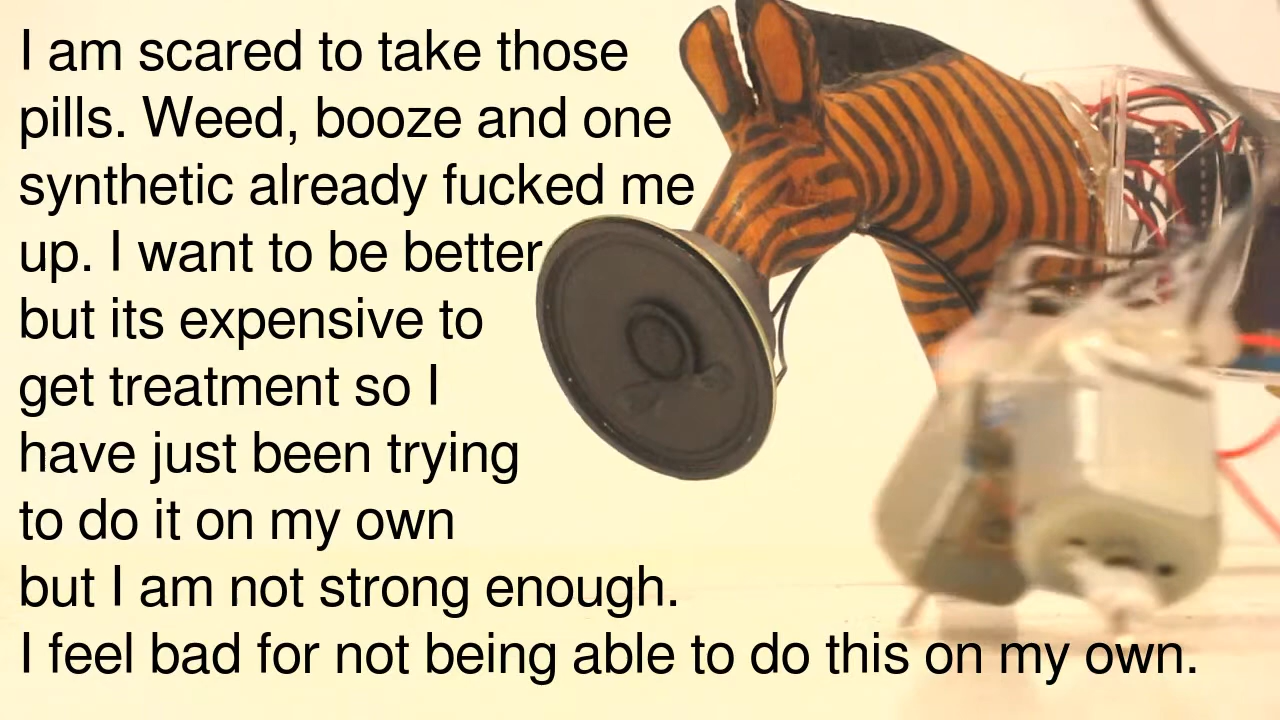 I am scared to take those
pills. Weed, booze and one
synthetic already fucked me
up. I want to be better
but its expensive to
get treatment so I
have just been trying
to do it on my own
but I am not strong enough.
I feel bad for not being able to do this on my own.